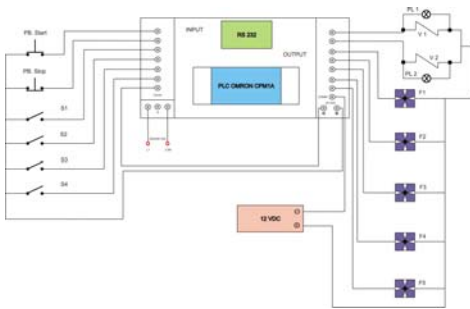 PB. Start
PB. Stop
S1
S2
S3
S4
INPUT
RS 232
OUTPUT
PLC OMRON CPM1A
12 VDC
PL 1
V 1
V 2
PL 2
F1
F2
F3
F4
F5